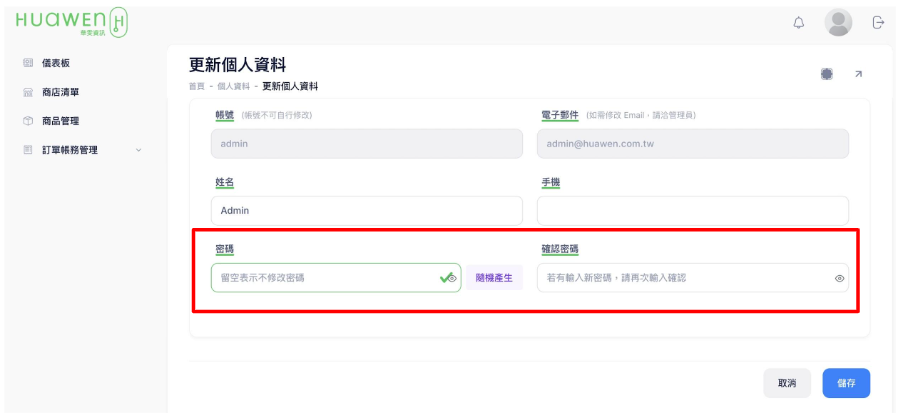 HUAWEN H
華雯資訊
儀表板
商店清單
商品管理
訂單帳務管理
更新個人資料
首頁 - 個人資料 - 更新個人資料
帳號 (帳號不可自行修改)
電子郵件 (如需修改 Email,請洽管理員)
admin
admin@huawen.com.tw
姓名
手機
Admin
密碼
確認密碼
留空表示不修改密碼
隨機產生
若有輸入新密碼,請再次輸入確認
取消
儲存